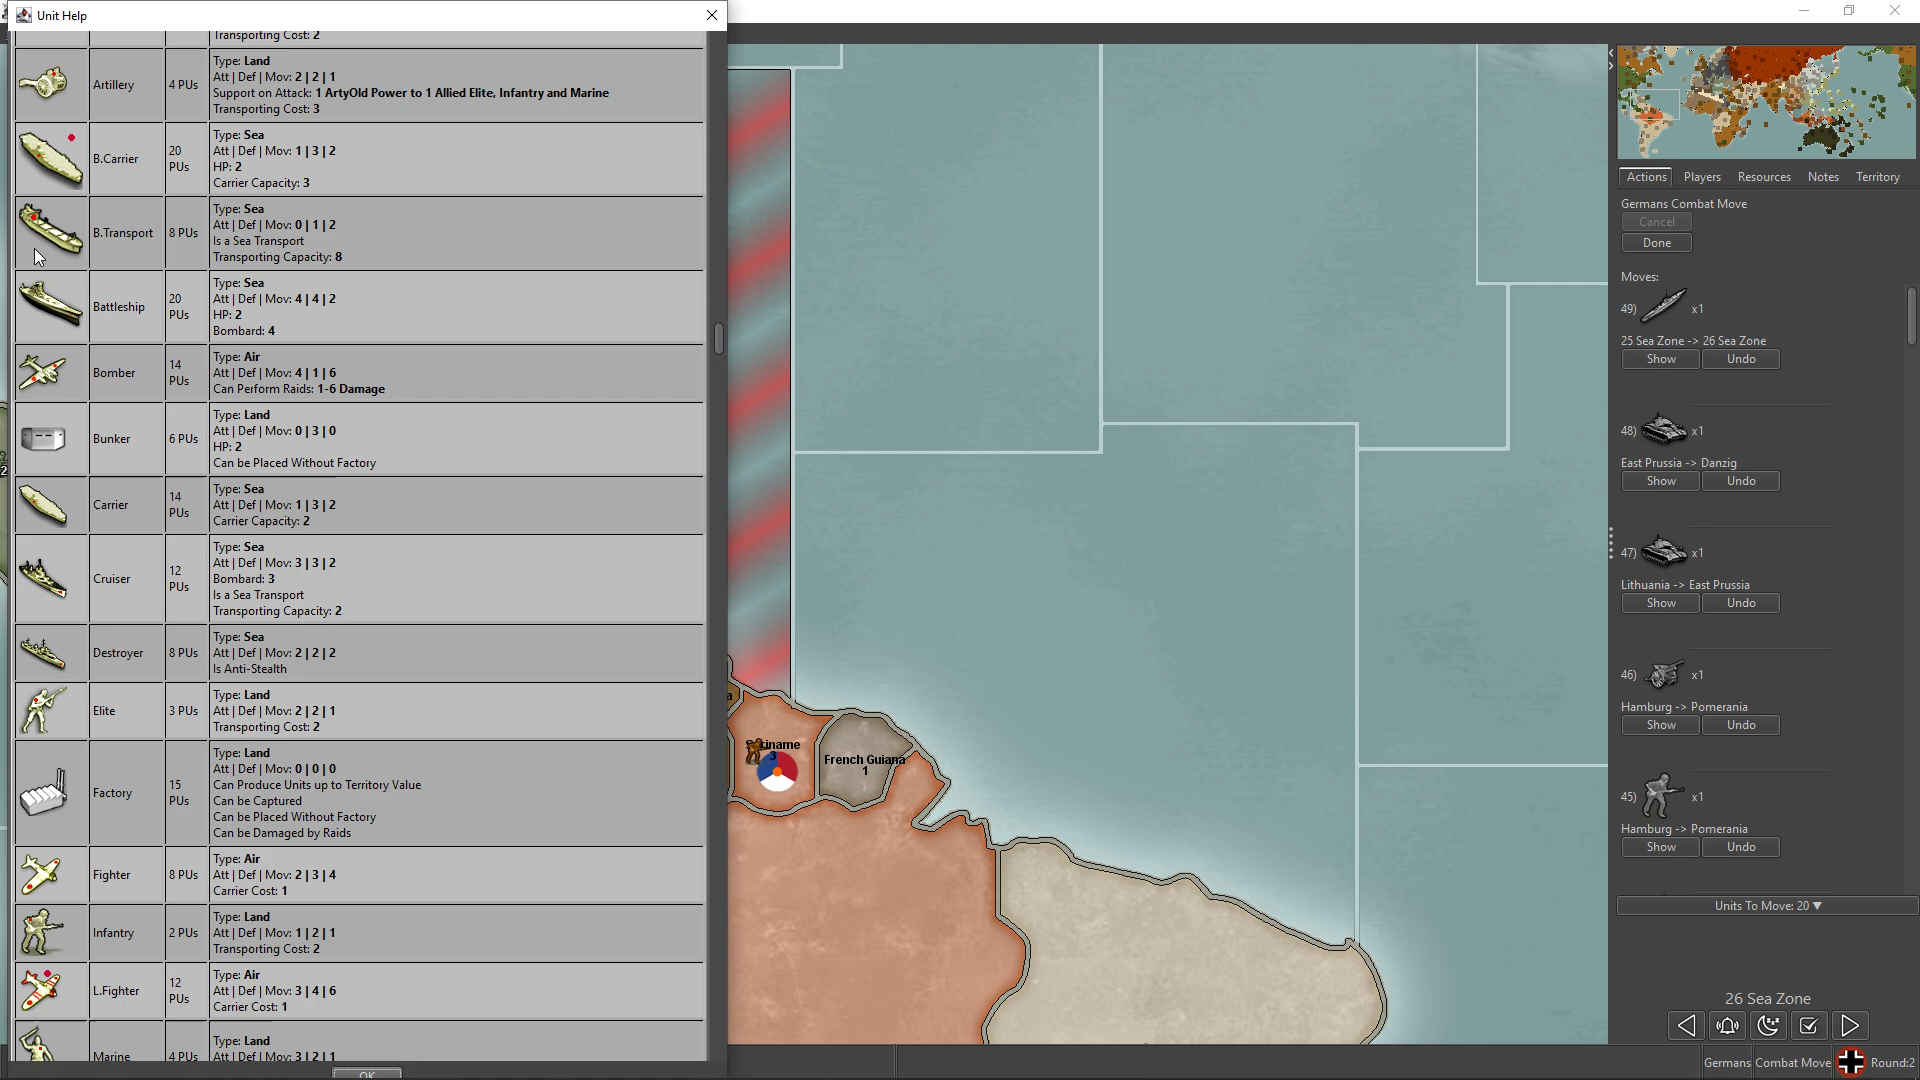 Unit Help
Transporting Cost: 2
Artillery
4 PUs
Type: Land
Att | Def | Mov: 2 | 2 | 1
Support on Attack: 1 ArtyOld Power to 1 Allied Elite, Infantry and Marine
Transporting Cost: 3
B.Carrier
20
PUs
Type: Sea
Att | Def | Mov: 1 | 3 | 2
HP: 2
Carrier Capacity: 3
B.Transport
8 PUs
Type: Sea
Att | Def | Mov: 0 | 1 | 2
Is a Sea Transport
Transporting Capacity: 8
Battleship
20
PUs
Type: Sea
Att | Def | Mov: 4 | 4 | 2
HP: 2
Bombard: 4
Bomber
14
PUs
Type: Air
Att | Def | Mov: 4 | 1 | 6
Can Perform Raids: 1-6 Damage
Bunker
6 PUs
Type: Land
Att | Def | Mov: 0 | 3 | 0
HP: 2
Can be Placed Without Factory
Carrier
14
PUs
Type: Sea
Att | Def | Mov: 1 | 3 | 2
Carrier Capacity: 2
Cruiser
12
PUs
Type: Sea
Att | Def | Mov: 3 | 3 | 2
Bombard: 3
Is a Sea Transport
Transporting Capacity: 2
Destroyer
8 PUs
Type: Sea
Att | Def | Mov: 2 | 2 | 2
Is Anti-Stealth
Elite
3 PUs
Type: Land
Att | Def | Mov: 2 | 2 | 1
Transporting Cost: 2
Factory
15
PUs
Type: Land
Att | Def | Mov: 0 | 0 | 0
Can Produce Units up to Territory Value
Can be Captured
Can be Placed Without Factory
Can be Damaged by Raids
Fighter
8 PUs
Type: Air
Att | Def | Mov: 2 | 3 | 4
Carrier Cost: 1
Infantry
2 PUs
Type: Land
Att | Def | Mov: 1 | 2 | 1
Transporting Cost: 2
L.Fighter
12
PUs
Type: Air
Att | Def | Mov: 3 | 4 | 6
Carrier Cost: 1
Marine
4 PUs
Type: Land
Att | Def | Mov: 3 | 2 | 1
OK
2
a
Suriname
3
French Guiana
1
Actions Players Resources Notes Territory
Germans Combat Move
Cancel
Done
Moves:
49) x1
25 Sea Zone -> 26 Sea Zone
Show Undo
48) x1
East Prussia -> Danzig
Show Undo
47) x1
Lithuania -> East Prussia
Show Undo
46) x1
Hamburg -> Pomerania
Show Undo
45) x1
Hamburg -> Pomerania
Show Undo
Units To Move: 20 ▼
26 Sea Zone
Germans Combat Move Round:2